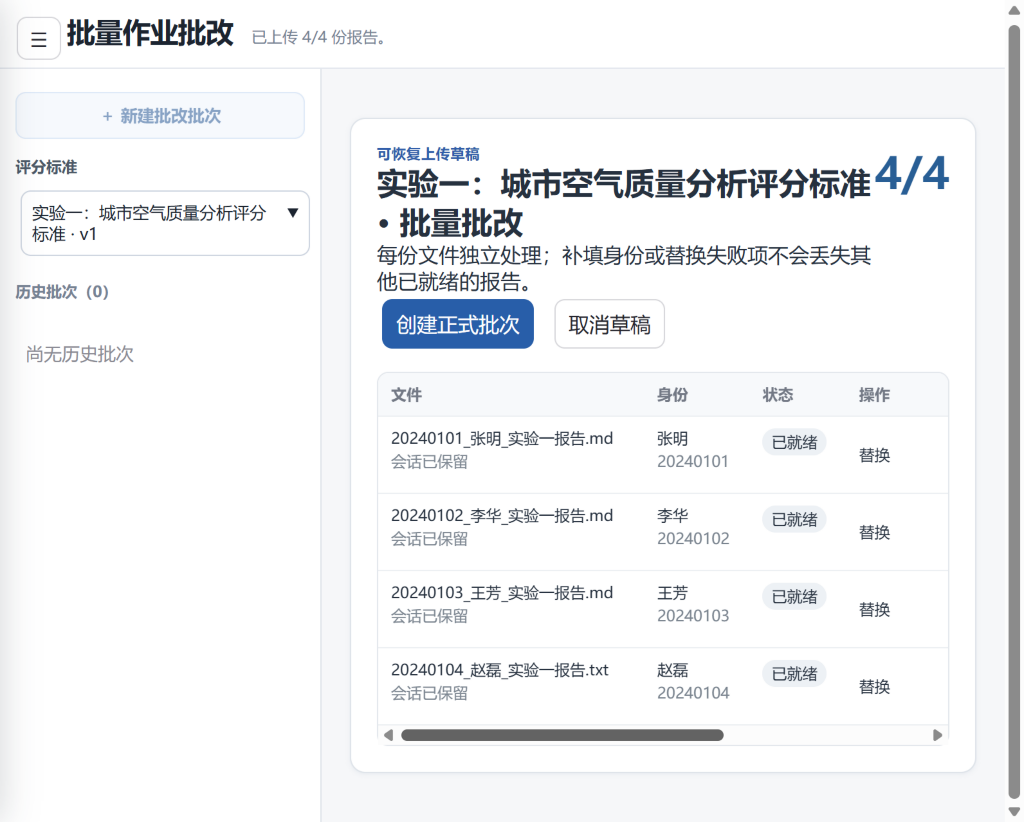 ☰ 批量作业批改 已上传 4/4 份报告。
+ 新建批改批次
评分标准
实验一：城市空气质量分析评分
标准 · v1
▼
历史批次（0）
尚无历史批次
可恢复上传草稿
实验一：城市空气质量分析评分标准
• 批量批改
4/4
每份文件独立处理；补填身份或替换失败项不会丢失其
他已就绪的报告。
创建正式批次 取消草稿
文件 身份 状态 操作
20240101_张明_实验一报告.md 张明 已就绪 替换
会话已保留 20240101
20240102_李华_实验一报告.md 李华 已就绪 替换
会话已保留 20240102
20240103_王芳_实验一报告.md 王芳 已就绪 替换
会话已保留 20240103
20240104_赵磊_实验一报告.txt 赵磊 已就绪 替换
会话已保留 20240104